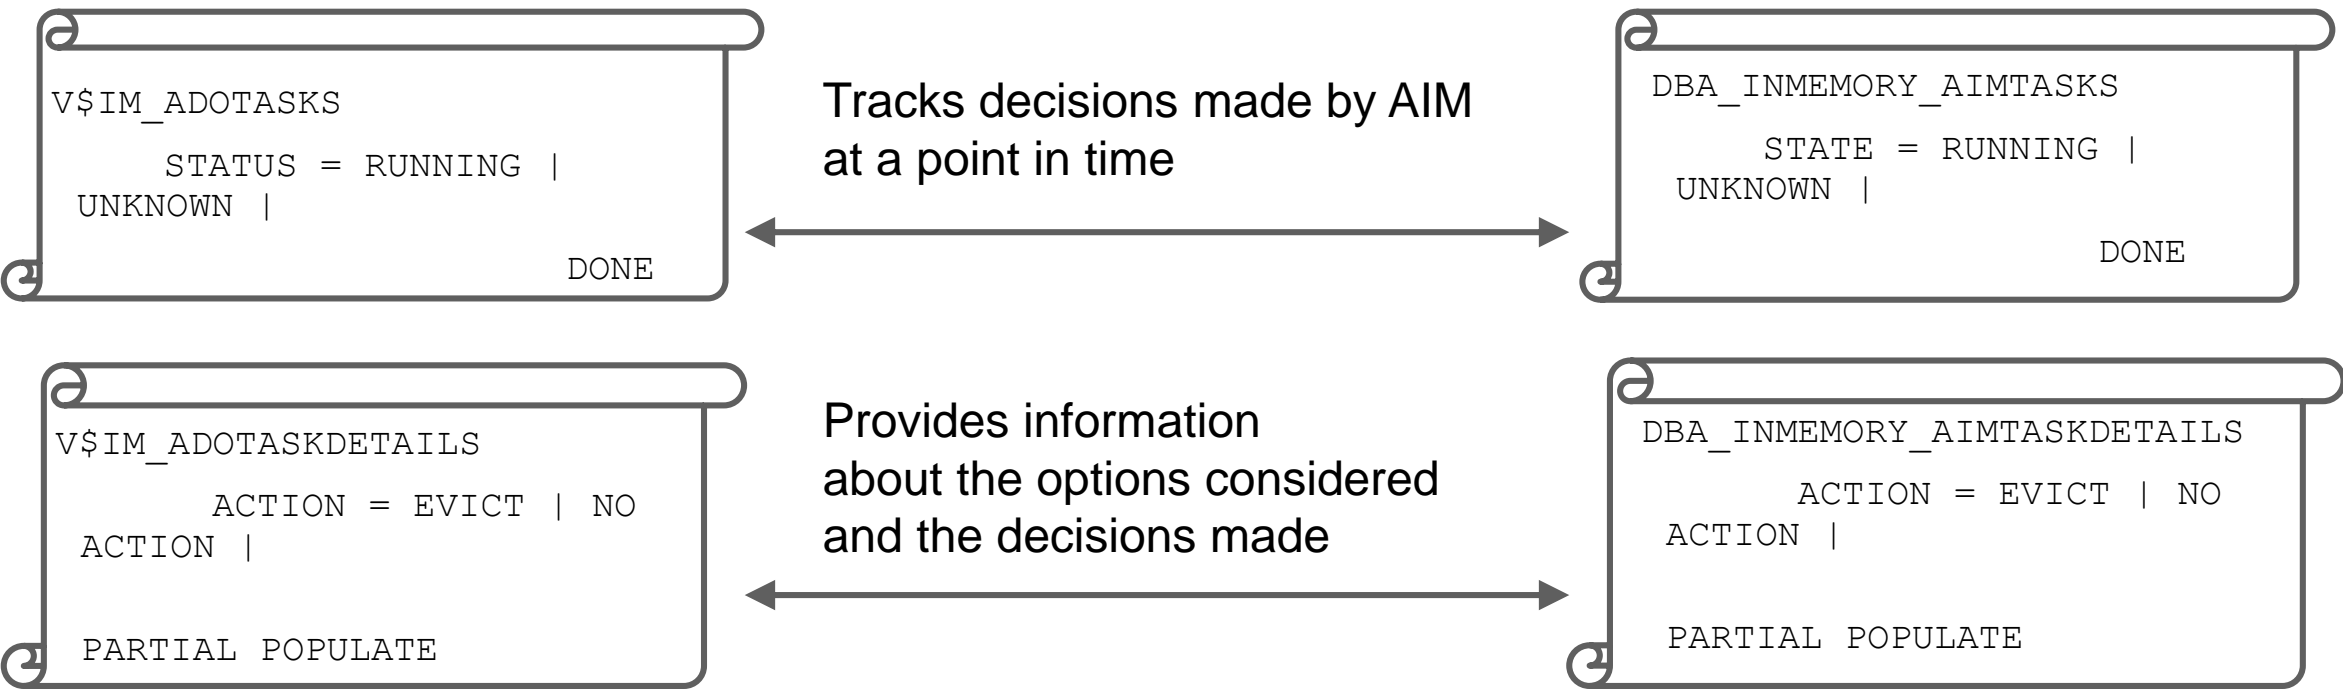 V$IM_ADOTASKS
STATUS = RUNNING |
UNKNOWN |
DONE
Tracks decisions made by AIM
at a point in time
DBA_INMEMORY_AIMTASKS
STATE = RUNNING |
UNKNOWN |
DONE
V$IM_ADOTASKDETAILS
ACTION = EVICT | NO
ACTION |
PARTIAL POPULATE
Provides information
about the options considered
and the decisions made
DBA_INMEMORY_AIMTASKDETAILS
ACTION = EVICT | NO
ACTION |
PARTIAL POPULATE